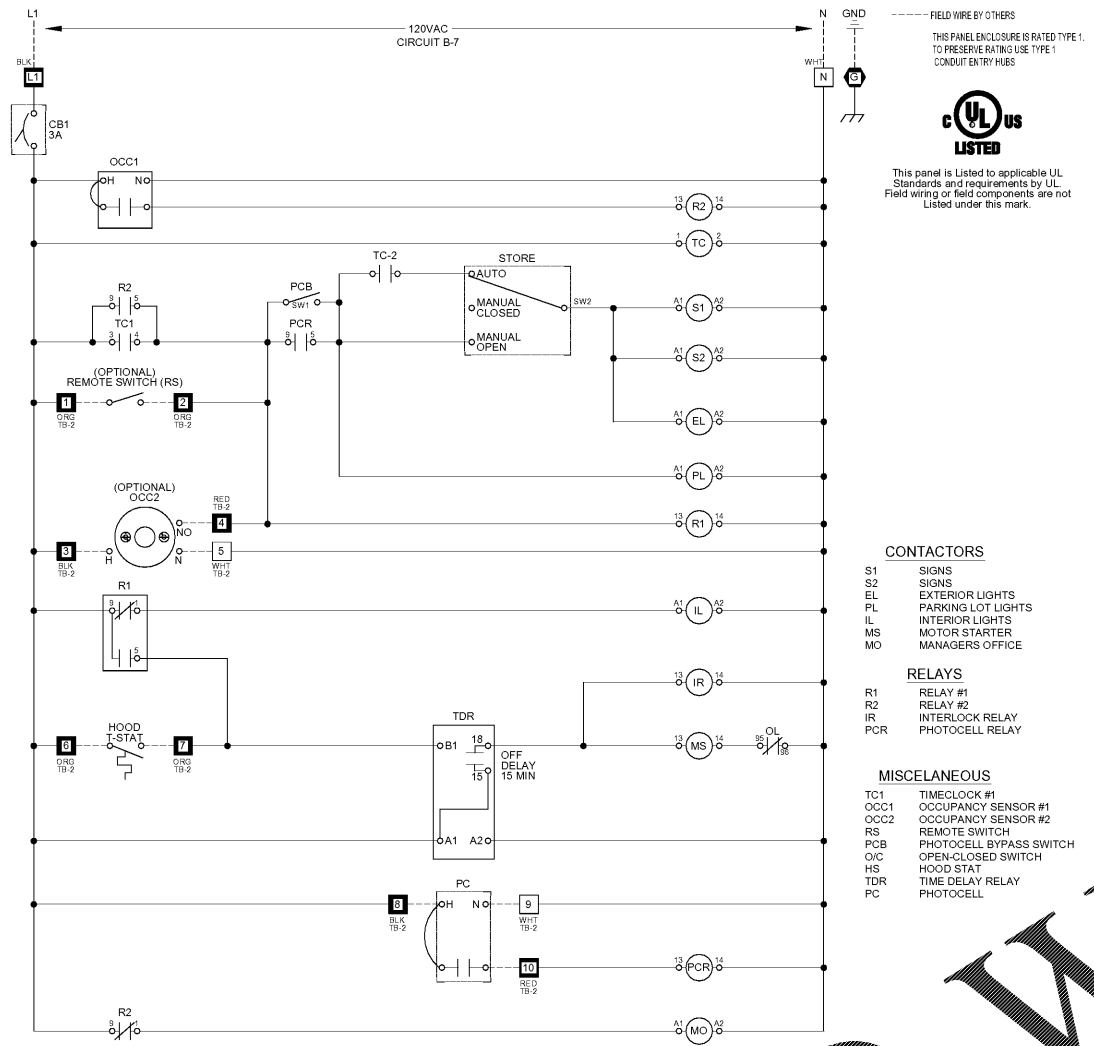 L1
120VAC
CIRCUIT B-7
N
GND
FIELD WIRE BY OTHERS
THIS PANEL ENCLOSURE IS RATED TYPE 1.
TO PRESERVE RATING USE TYPE 1
CONDUIT ENTRY HUBS
BLK
L1
WHT
N
G
C UL US
LISTED
CB1
3A
This panel is Listed to applicable UL
Standards and requirements by UL.
Field wiring or field components are not
Listed under this mark.
OCC1
H N
13 R2 14
1 TC 2
TC-2
STORE
AUTO
PCB
SW1
R2
9 5
MANUAL
CLOSED
SW2
A1 S1 A2
TC1
3 4
PCR
9 5
MANUAL
OPEN
A1 S2 A2
(OPTIONAL)
REMOTE SWITCH (RS)
1
2
ORG
TB-2
ORG
TB-2
A1 EL A2
A1 PL A2
(OPTIONAL)
OCC2
RED
TB-2
4
NO
13 R1 14
3
H
N
5
BLK
TB-2
WHT
TB-2
R1
9 1
A1 IL A2
5
13 IR 14
HOOD
T-STAT
6
7
ORG
TB-2
ORG
TB-2
TDR
B1
18
15
OFF
DELAY
15 MIN
13 MS 14
OL
95 96
A1 A2
PC
8
H N
9
BLK
TB-2
WHT
TB-2
10
RED
TB-2
13 PCR 14
R2
9 1
A1 MO A2
CONTACTORS
S1 SIGNS
S2 SIGNS
EL EXTERIOR LIGHTS
PL PARKING LOT LIGHTS
IL INTERIOR LIGHTS
MS MOTOR STARTER
MO MANAGERS OFFICE
RELAYS
R1 RELAY #1
R2 RELAY #2
IR INTERLOCK RELAY
PCR PHOTOCELL RELAY
MISCELANEOUS
TC1 TIMECLOCK #1
OCC1 OCCUPANCY SENSOR #1
OCC2 OCCUPANCY SENSOR #2
RS REMOTE SWITCH
PCB PHOTOCELL BYPASS SWITCH
O/C OPEN-CLOSED SWITCH
HS HOOD STAT
TDR TIME DELAY RELAY
PC PHOTOCELL